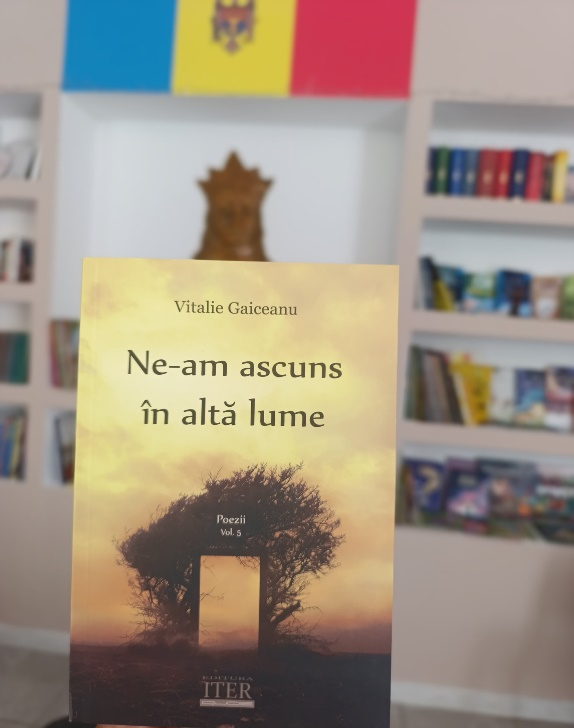 Vitalie Gaiceanu
Ne-am ascuns
în altă lume
Poezii
Vol. 5
EDITURA
ITER